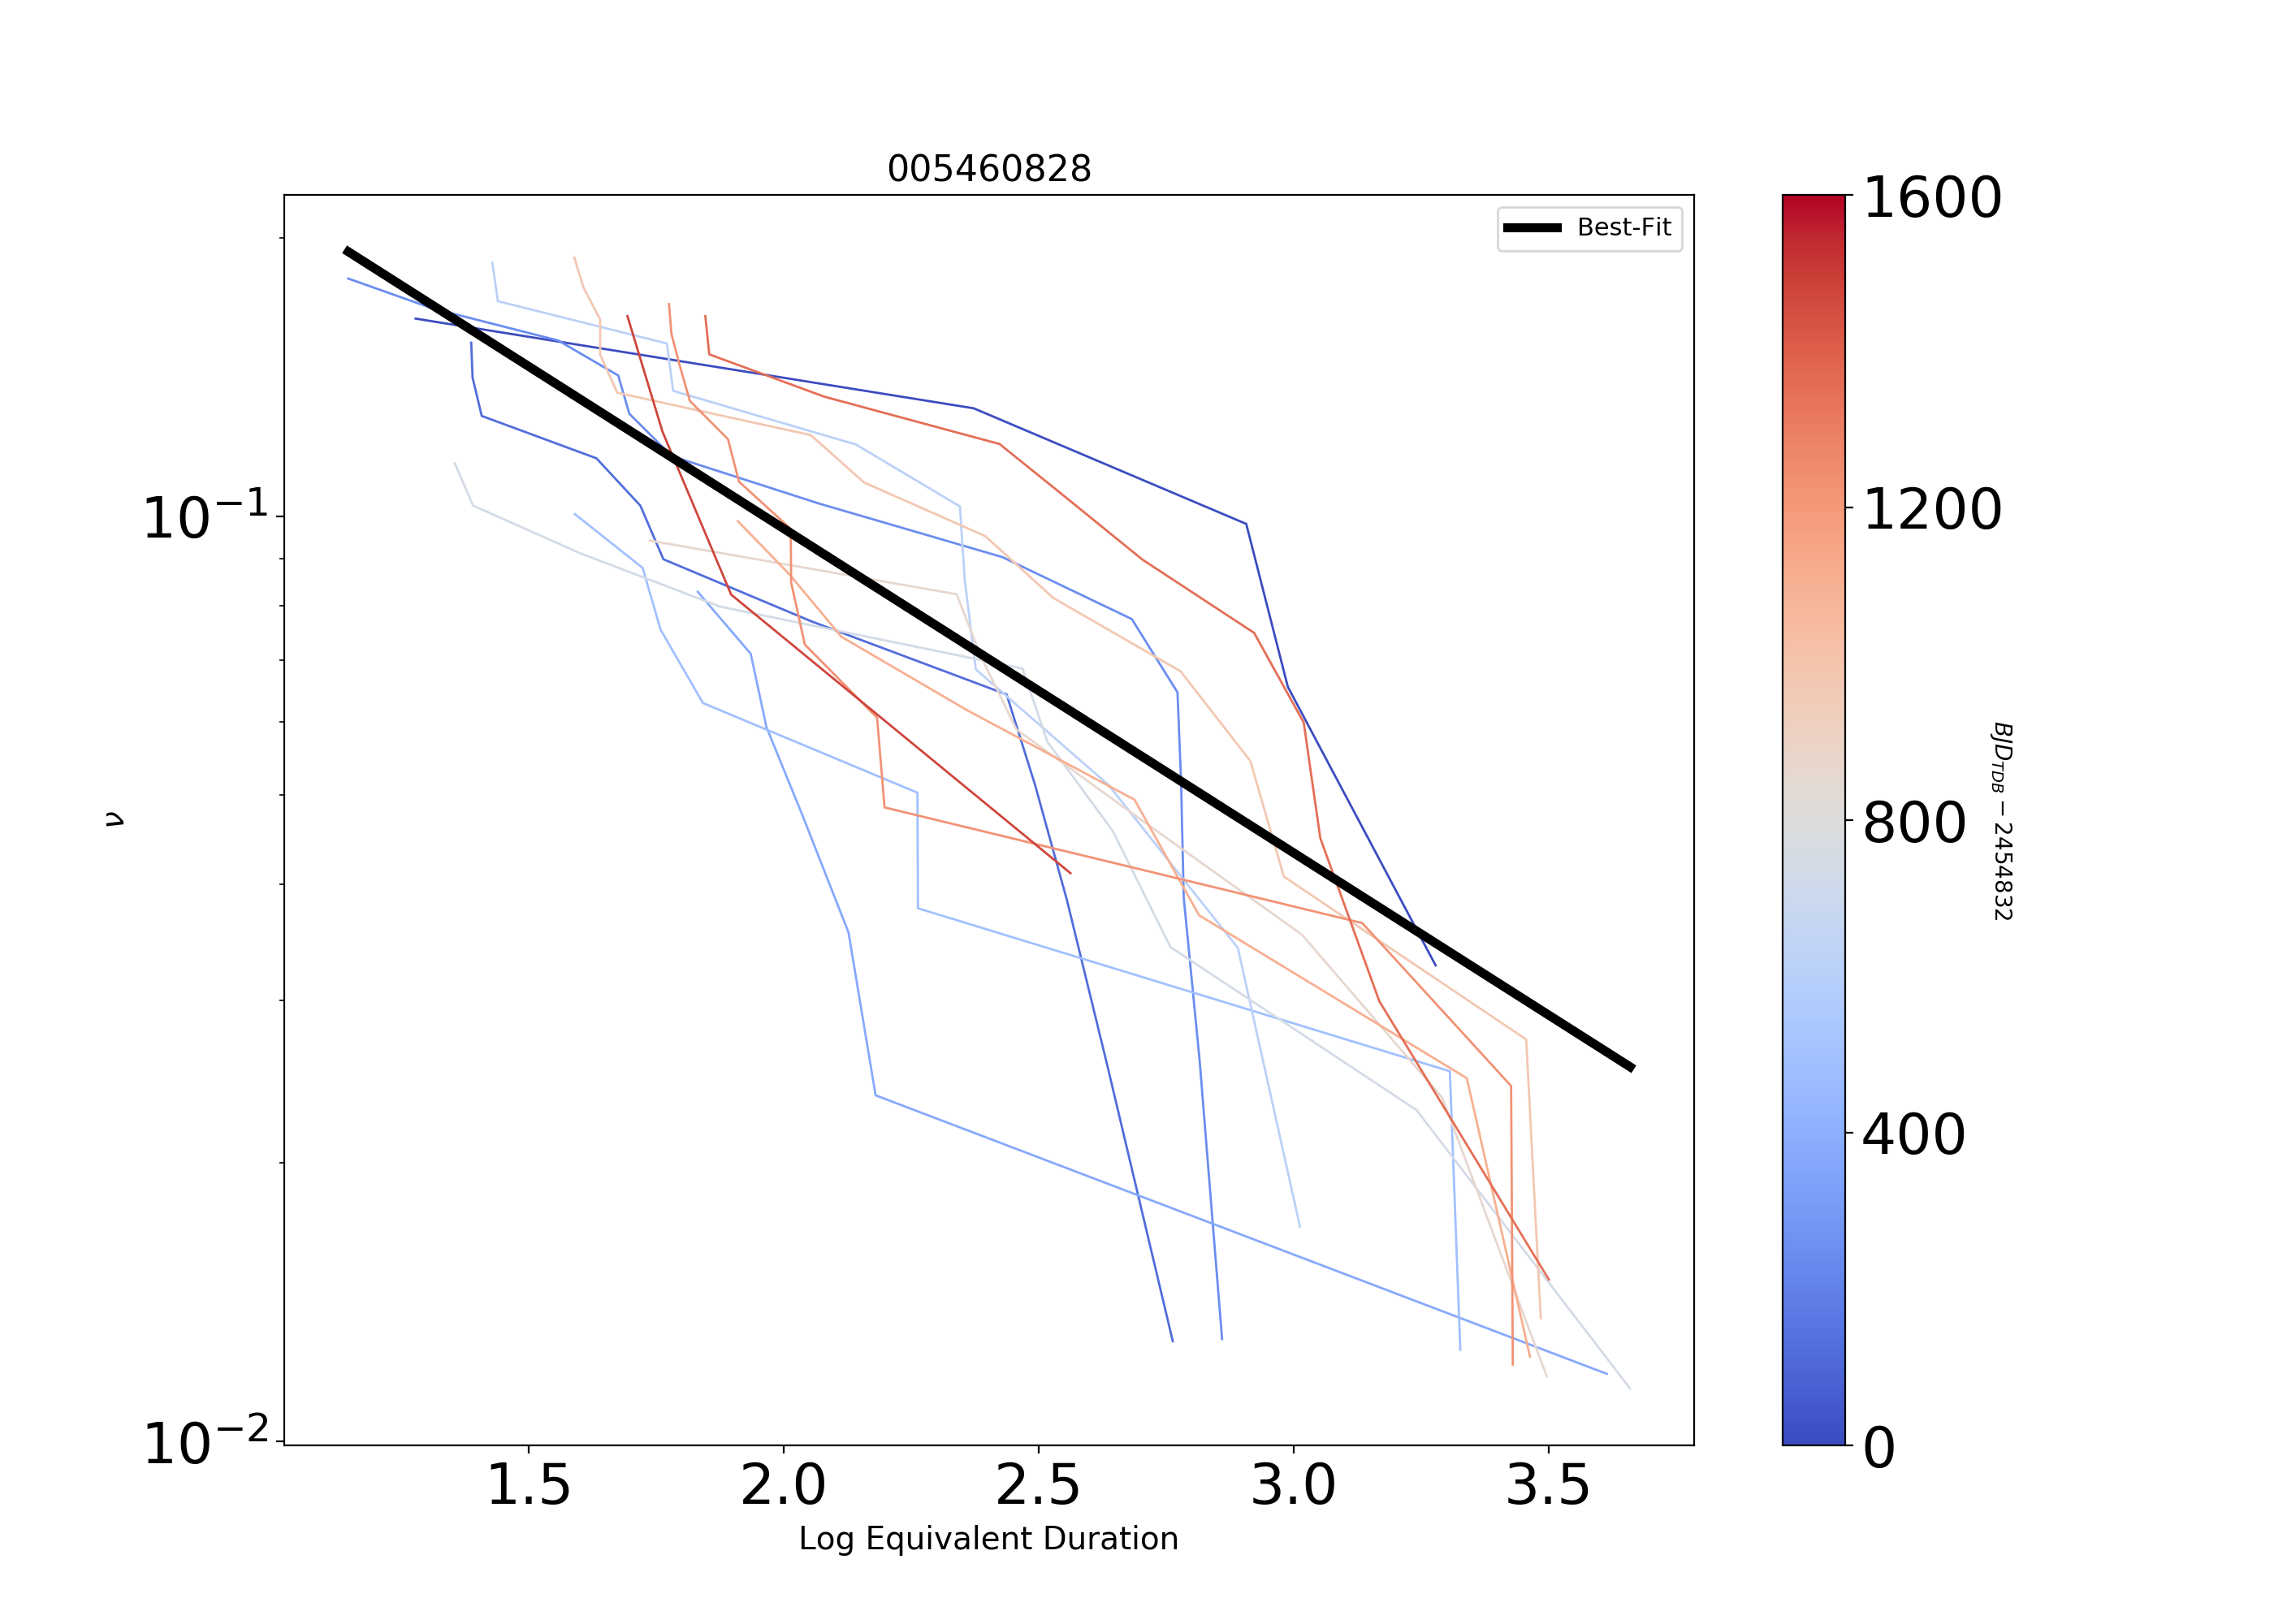 005460828
Best-Fit
ν
10⁻¹
10⁻²
1.5 2.0 2.5 3.0 3.5
Log Equivalent Duration
1600
1200
800
400
0
BJD_TDB − 2454832